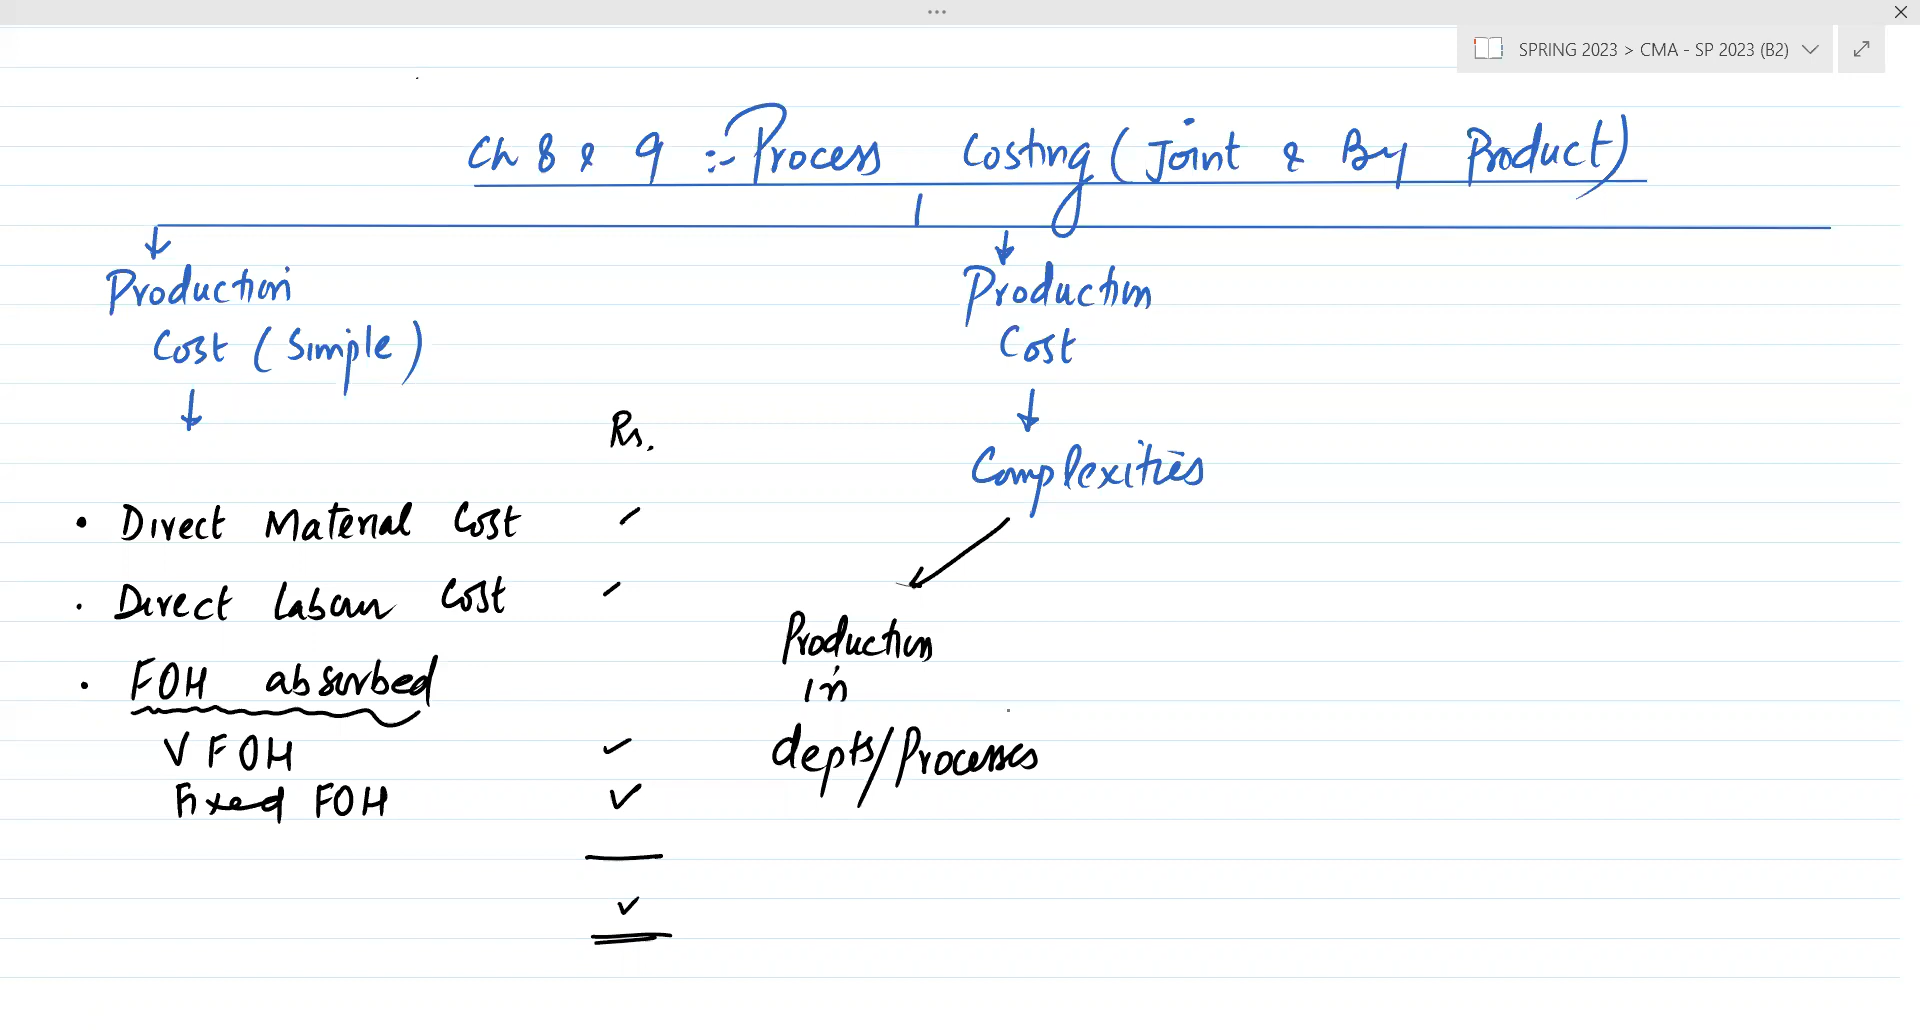 SPRING 2023 > CMA - SP 2023 (B2)
Ch 8 & 9 :- Process Costing (Joint & By Product)
Production
Cost (Simple)
Rs.
• Direct Material Cost
• Direct Labour Cost
• FOH absorbed
V FOH
Fixed FOH
Production
Cost
Complexities
Production
in
depts/Processes